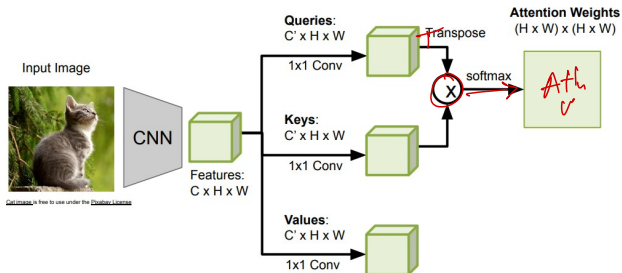 Queries:
C' x H x W
1x1 Conv
Transpose
Attention Weights
(H x W) x (H x W)
softmax
x
Input Image
CNN
Features:
C x H x W
Cat image is free to use under the Pixabay License
Keys:
C' x H x W
1x1 Conv
Values:
C' x H x W
1x1 Conv